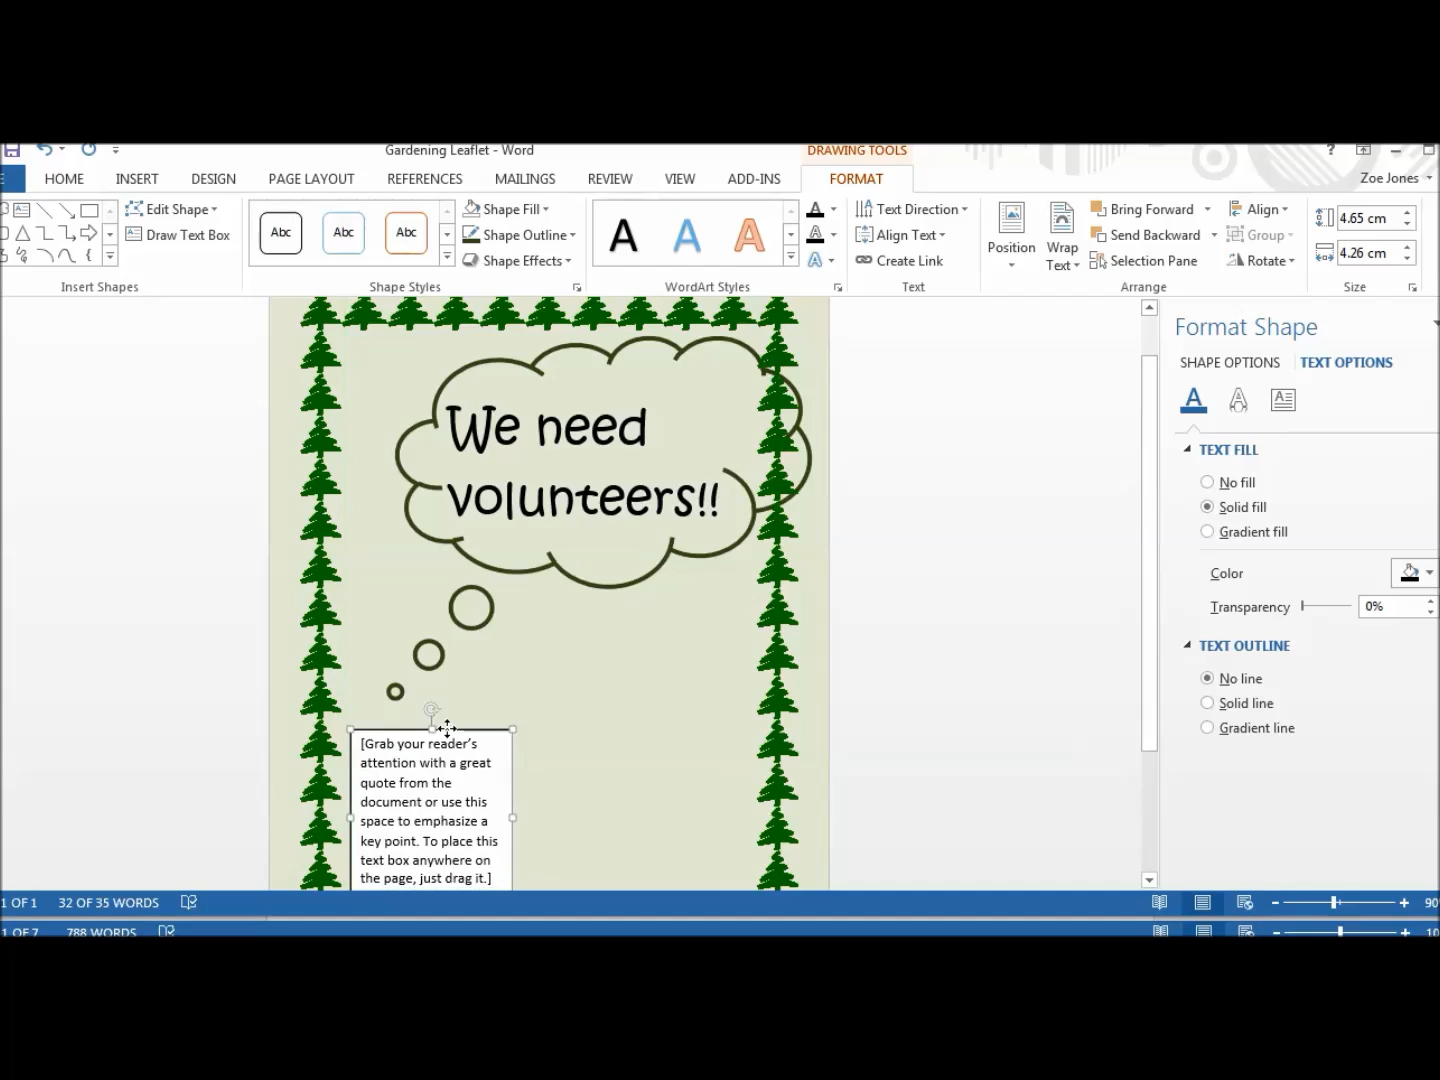 Gardening Leaflet - Word
DRAWING TOOLS
?
HOME INSERT DESIGN PAGE LAYOUT REFERENCES MAILINGS REVIEW VIEW ADD-INS FORMAT
Zoe Jones
Edit Shape
Draw Text Box
Insert Shapes
Abc Abc Abc
Shape Fill
Shape Outline
Shape Effects
Shape Styles
A A A
WordArt Styles
Text Direction
Align Text
Create Link
Text
Position
Wrap
Text
Bring Forward
Send Backward
Selection Pane
Align
Group
Rotate
Arrange
4.65 cm
4.26 cm
Size
We need
volunteers!!
[Grab your reader's
attention with a great
quote from the
document or use this
space to emphasize a
key point. To place this
text box anywhere on
the page, just drag it.]
Format Shape
SHAPE OPTIONS TEXT OPTIONS
TEXT FILL
No fill
Solid fill
Gradient fill
Color
Transparency 0%
TEXT OUTLINE
No line
Solid line
Gradient line
1 OF 1 32 OF 35 WORDS
90
1 OF 7 788 WORDS
10